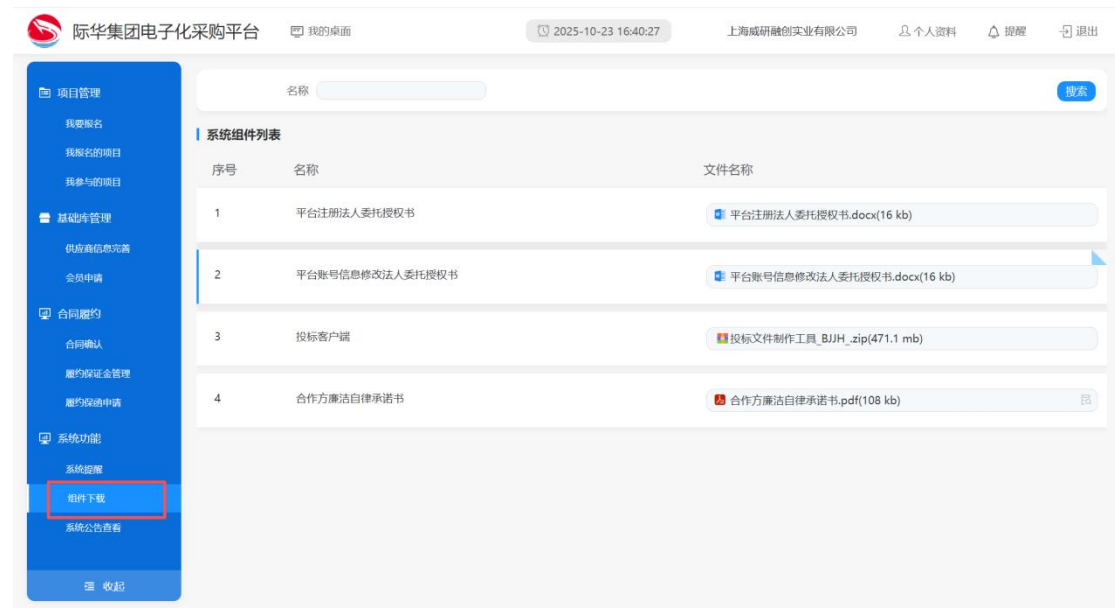 际华集团电子化采购平台 我的桌面 2025-10-23 16:40:27 上海威研融创实业有限公司 个人资料 提醒 退出
项目管理
我要报名
我报名的项目
我参与的项目
基础库管理
供应商信息完善
会员申请
合同履约
合同确认
履约保证金管理
履约保函申请
系统功能
系统提醒
组件下载
系统公告查看
收起
名称 搜索
系统组件列表
序号 名称 文件名称
1 平台注册法人委托授权书 平台注册法人委托授权书.docx(16 kb)
2 平台账号信息修改法人委托授权书 平台账号信息修改法人委托授权书.docx(16 kb)
3 投标客户端 投标文件制作工具_BJJH_.zip(471.1 mb)
4 合作方廉洁自律承诺书 合作方廉洁自律承诺书.pdf(108 kb)